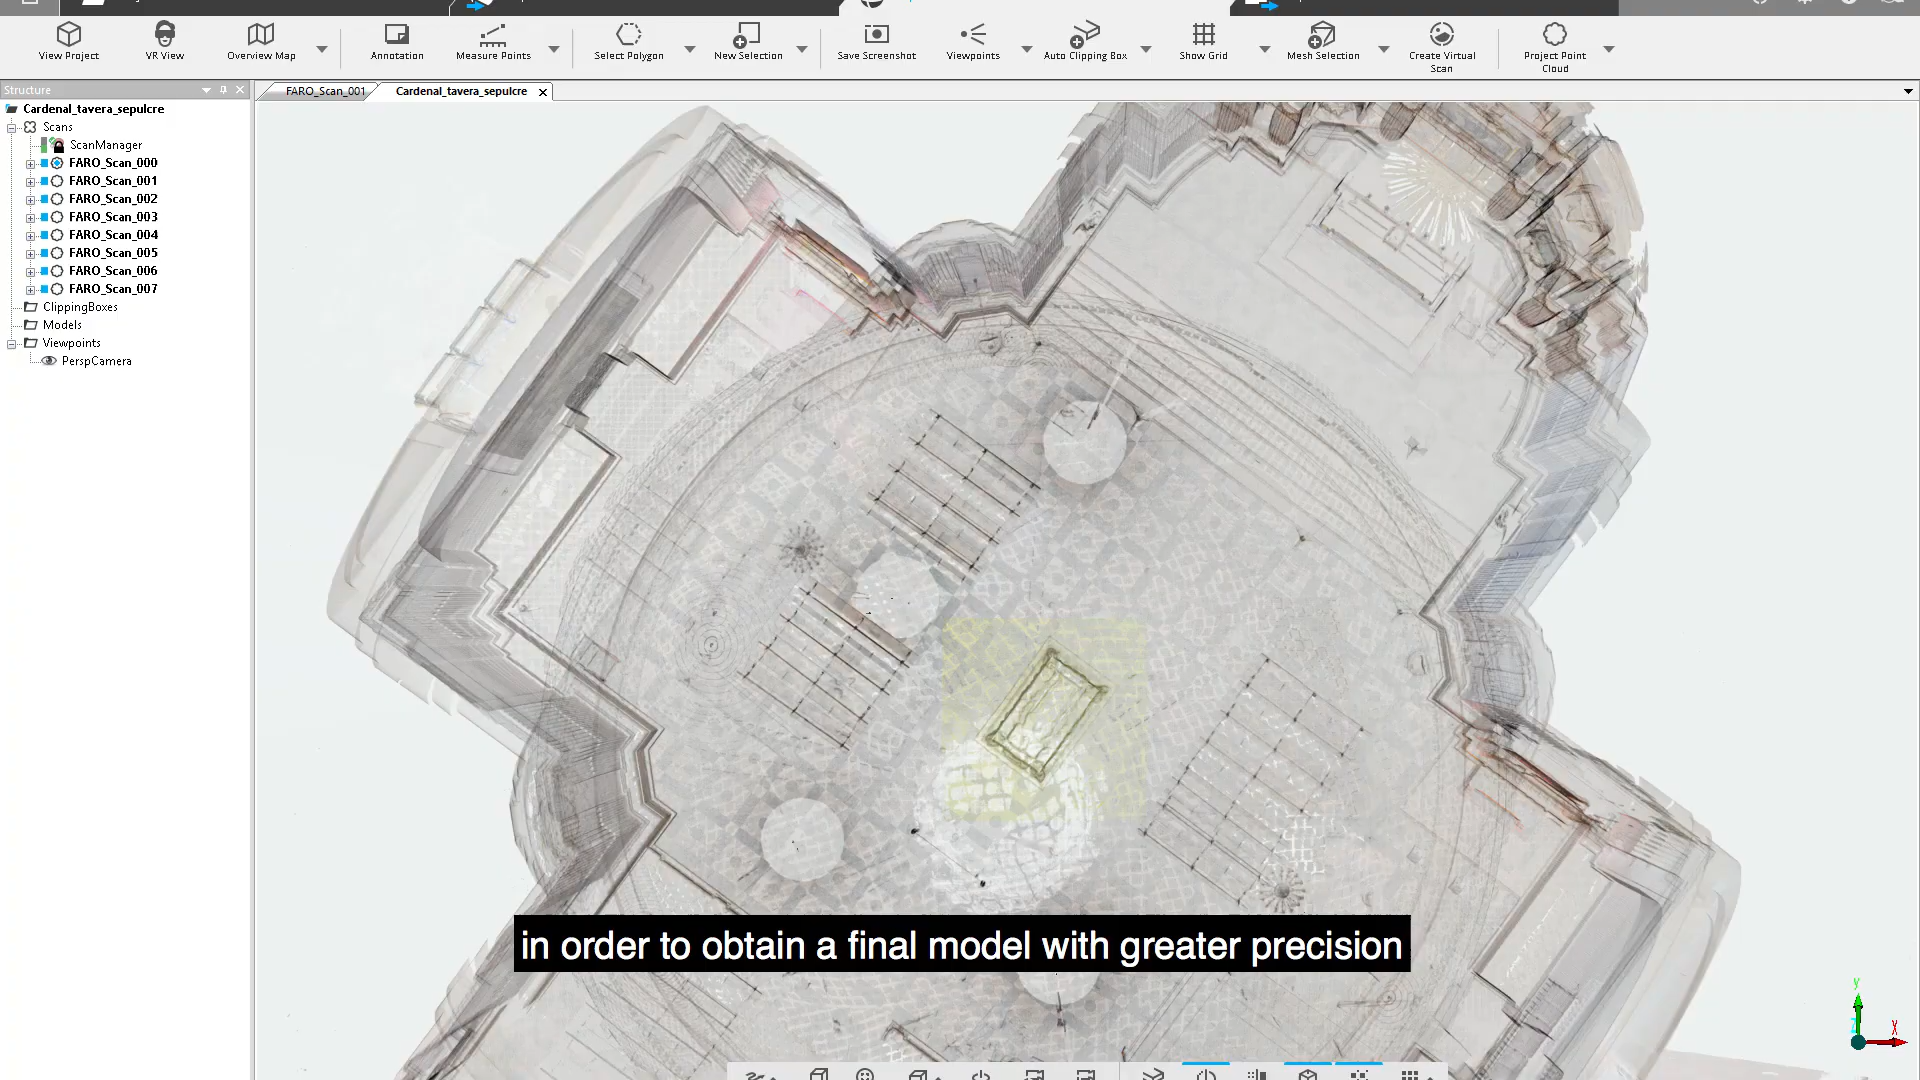 View Project
VR View
Overview Map
Annotation
Measure Points
Select Polygon
New Selection
Save Screenshot
Viewpoints
Auto Clipping Box
Show Grid
Mesh Selection
Create Virtual
Scan
Project Point
Cloud
Structure
FARO_Scan_001
Cardenal_tavera_sepulcre
Cardenal_tavera_sepulcre
Scans
ScanManager
FARO_Scan_000
FARO_Scan_001
FARO_Scan_002
FARO_Scan_003
FARO_Scan_004
FARO_Scan_005
FARO_Scan_006
FARO_Scan_007
ClippingBoxes
Models
Viewpoints
PerspCamera
in order to obtain a final model with greater precision
y
z
x